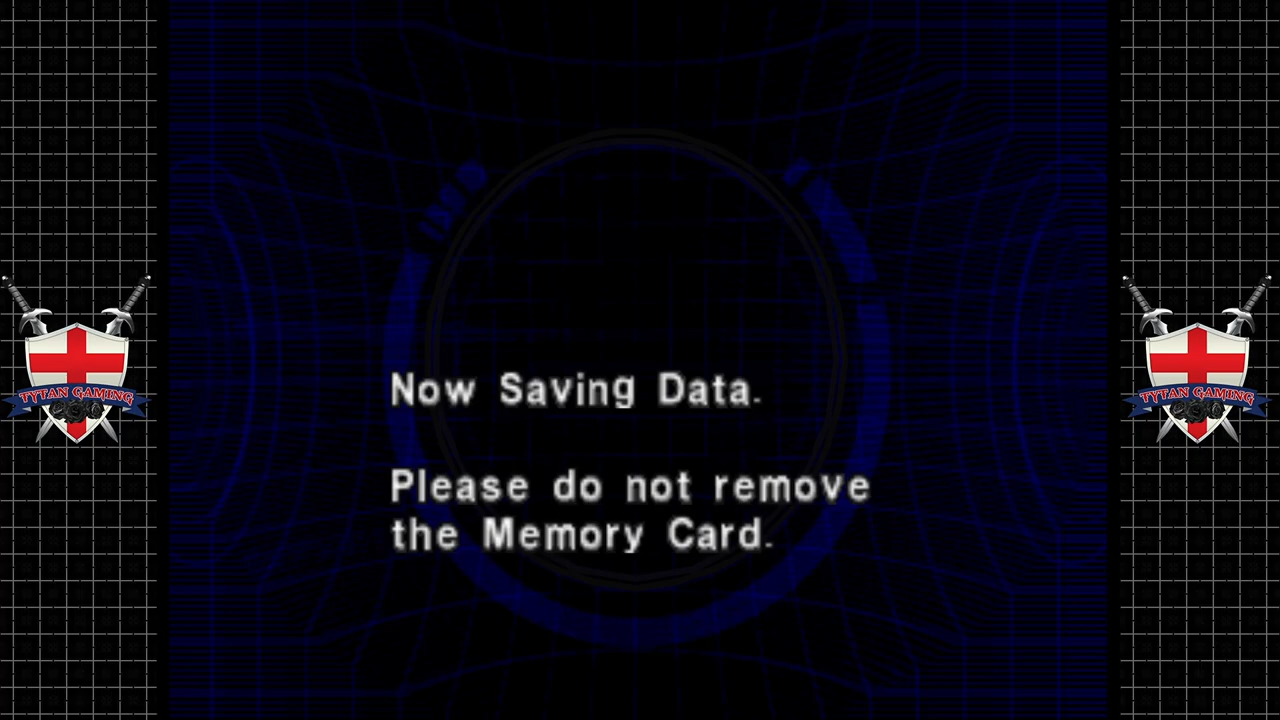 Now Saving Data.
Please do not remove
the Memory Card.
TYTAN GAMING
TYTAN GAMING